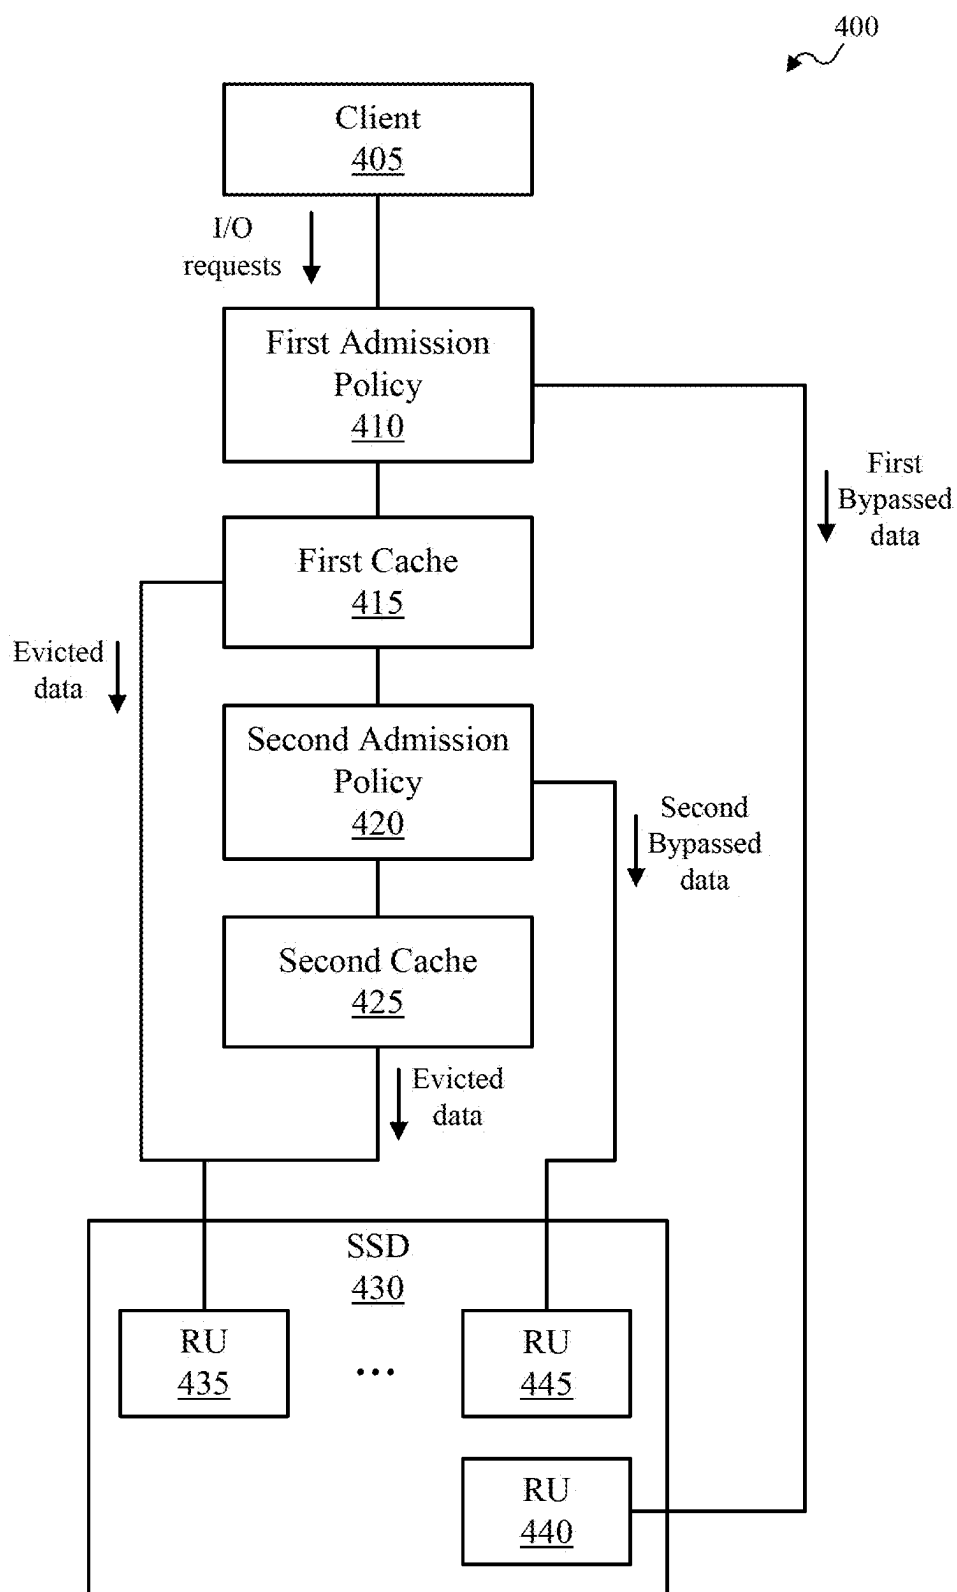 400
Client
405
I/O
requests
First Admission
Policy
410
First
Bypassed
data
First Cache
415
Evicted
data
Second Admission
Policy
420
Second
Bypassed
data
Second Cache
425
Evicted
data
SSD
430
RU
435
...
RU
445
RU
440